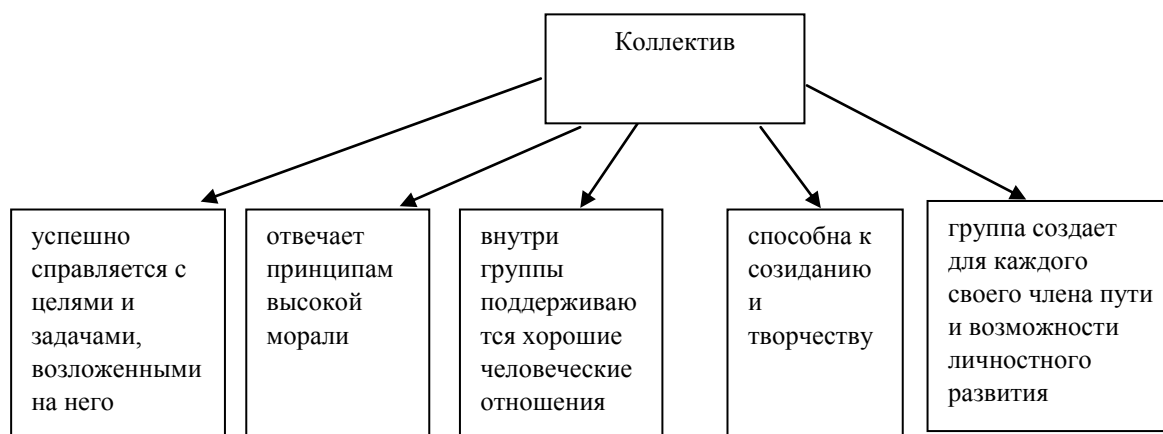 Коллектив
успешно
справляется с
целями и
задачами,
возложенными
на него
отвечает
принципам
высокой
морали
внутри
группы
поддерживаю
тся хорошие
человеческие
отношения
способна к
созиданию
и
творчеству
группа создает
для каждого
своего члена пути
и возможности
личностного
развития